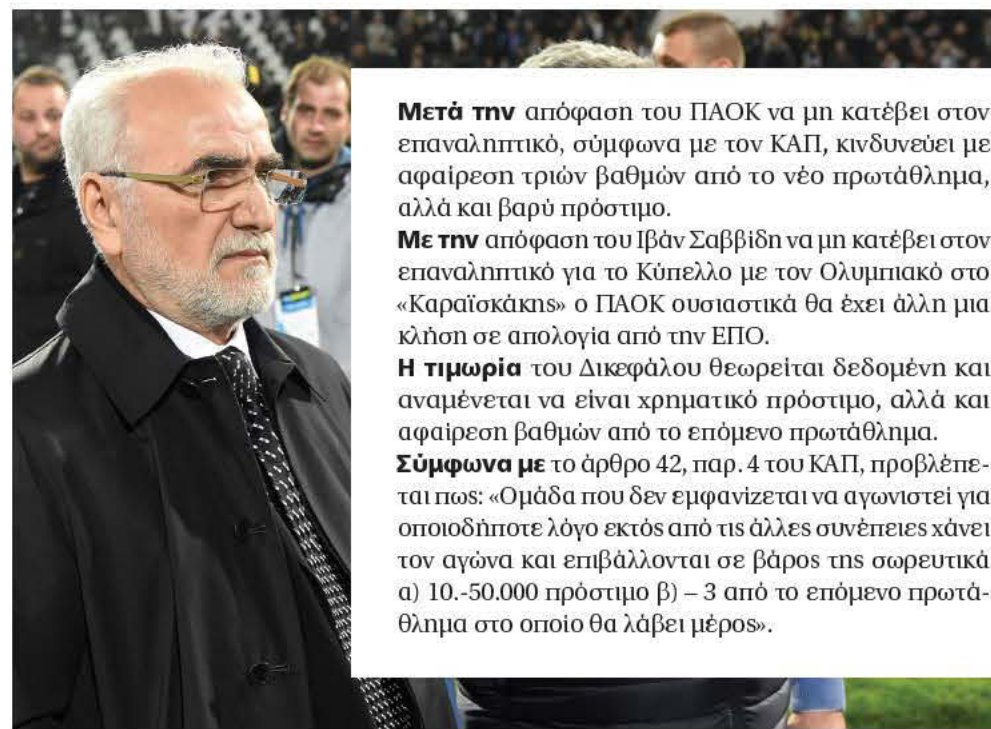 Μετά την απόφαση του ΠΑΟΚ να μη κατέβει στον
επαναληπτικό, σύμφωνα με τον ΚΑΠ, κινδυνεύει με
αφαίρεση τριών βαθμών από το νέο πρωτάθλημα,
αλλά και βαρύ πρόστιμο.
Με την απόφαση του Ιβάν Σαββίδη να μη κατέβει στον
επαναληπτικό για το Κύπελλο με τον Ολυμπιακό στο
«Καραϊσκάκης» ο ΠΑΟΚ ουσιαστικά θα έχει άλλη μια
κλήση σε απολογία από την ΕΠΟ.
Η τιμωρία του Δικεφάλου θεωρείται δεδομένη και
αναμένεται να είναι χρηματικό πρόστιμο, αλλά και
αφαίρεση βαθμών από το επόμενο πρωτάθλημα.
Σύμφωνα με το άρθρο 42, παρ. 4 του ΚΑΠ, προβλέπε-
ται πως: «Ομάδα που δεν εμφανίζεται να αγωνιστεί για
οποιοδήποτε λόγο εκτός από τις άλλες συνέπειες χάνει
τον αγώνα και επιβάλλονται σε βάρος της σωρευτικά
α) 10.-50.000 πρόστιμο β) – 3 από το επόμενο πρωτά-
θλημα στο οποίο θα λάβει μέρος».